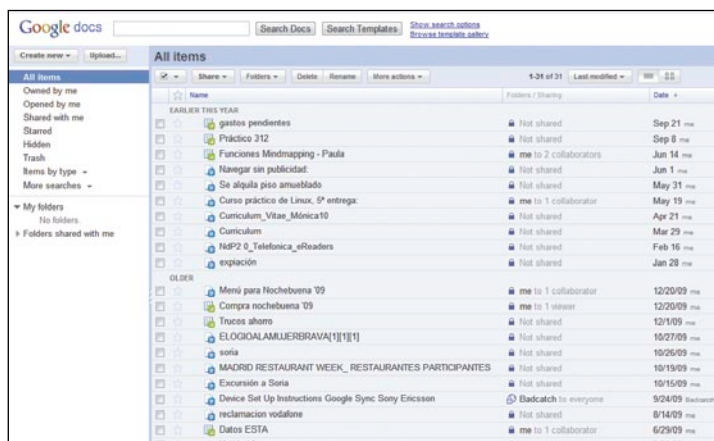 Google docs Search Docs Search Templates Show search options
Browse template gallery
Create new Upload... All items
All items Share Folders Delete Rename More actions 1-31 of 31 Last modified
Owned by me Name Folders / Sharing Date
Opened by me EARLIER THIS YEAR
Shared with me gastos pendientes Not shared Sep 21 me
Starred Práctico 312 Not shared Sep 8 me
Hidden Funciones Mindmapping - Paula me to 2 collaborators Jun 14 me
Trash Navegar sin publicidad: Not shared Jun 1 me
Items by type Se alquila piso amueblado Not shared May 31 me
More searches Curso práctico de Linux, 5ª entrega: me to 1 collaborator May 19 me
My folders Curriculum_Vitae_Mónica10 Not shared Apr 21 me
No folders. Curriculum Not shared Mar 29 me
Folders shared with me NdP2 0_Telefonica_eReaders Not shared Feb 16 me
expiación Not shared Jan 28 me
OLDER
Menú para Nochebuena '09 me to 1 collaborator 12/20/09 me
Compra nochebuena '09 me to 1 viewer 12/20/09 me
Trucos ahorro Not shared 12/1/09 me
ELOGIOALAMUJERBRAVA[1][1][1] Not shared 10/27/09 me
soria Not shared 10/26/09 me
MADRID RESTAURANT WEEK_ RESTAURANTES PARTICIPANTES Not shared 10/19/09 me
Excursión a Soria Not shared 10/15/09 me
Device Set Up Instructions Google Sync Sony Ericsson Badcatch to everyone 9/24/09 Badcatch
reclamacion vodafone Not shared 8/14/09 me
Datos ESTA me to 1 collaborator 6/29/09 me